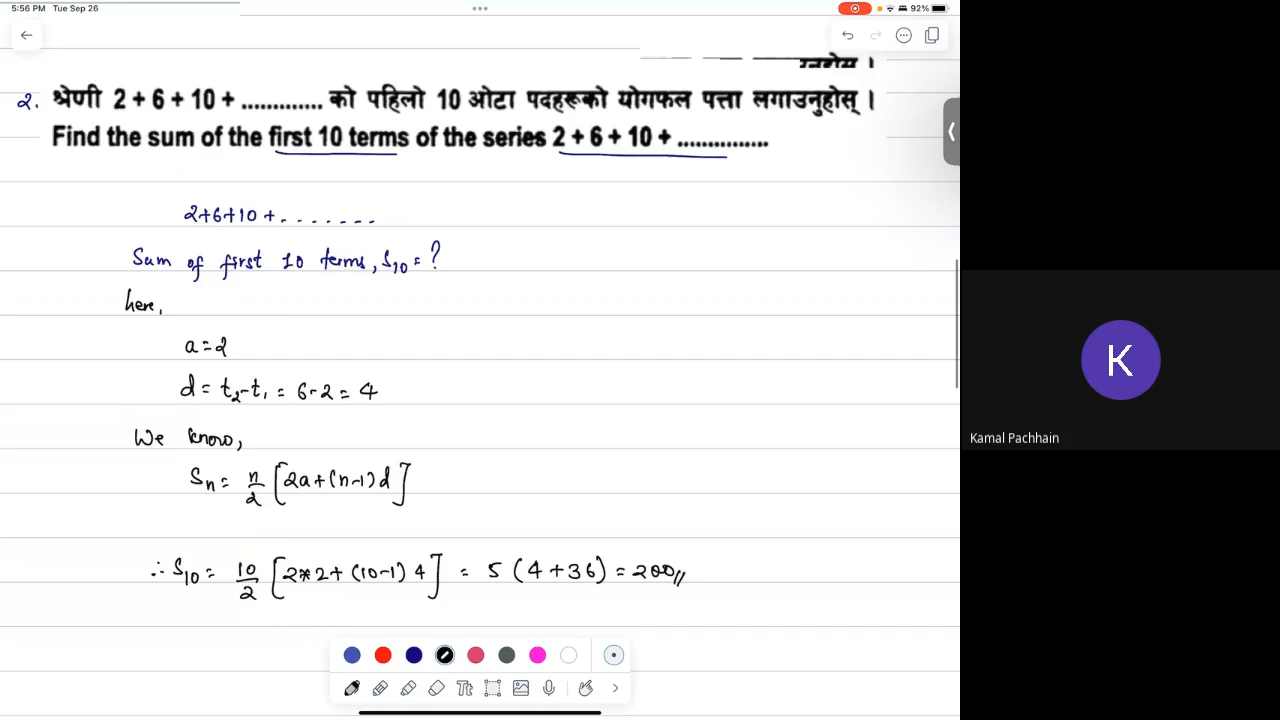 5:56 PM Tue Sep 26
92%
उनुहोस् ।
2. श्रेणी 2 + 6 + 10 + ............. को पहिलो 10 ओटा पदहरूको योगफल पत्ता लगाउनुहोस् ।
Find the sum of the first 10 terms of the series 2 + 6 + 10 + ...............
2+6+10+.......
Sum of first 10 terms, S₁₀ = ?
here,
a=2
d = t₂-t₁ = 6-2 = 4
We know,
Sₙ = n/2 [2a+(n-1)d]
∴ S₁₀ = 10/2 [2*2+(10-1)4] = 5 (4+36) = 200//
K
Kamal Pachhain
Tt